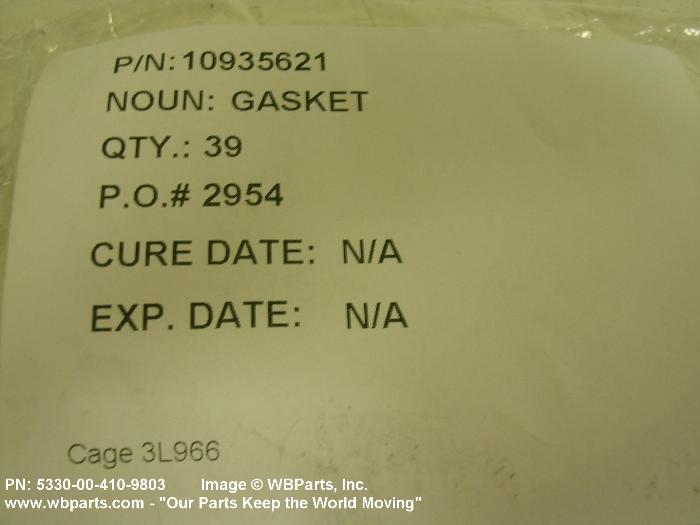 P/N: 10935621
NOUN: GASKET
QTY.: 39
P.O.# 2954
CURE DATE: N/A
EXP. DATE: N/A
Cage 3L966
PN: 5330-00-410-9803 Image © WBParts, Inc.
www.wbparts.com - "Our Parts Keep the World Moving"